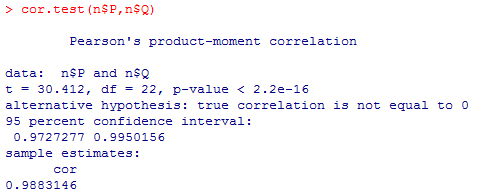 > cor.test(n$P,n$Q)
Pearson's product-moment correlation
data:  n$P and n$Q
t = 30.412, df = 22, p-value < 2.2e-16
alternative hypothesis: true correlation is not equal to 0
95 percent confidence interval:
 0.9727277 0.9950156
sample estimates:
      cor
0.9883146